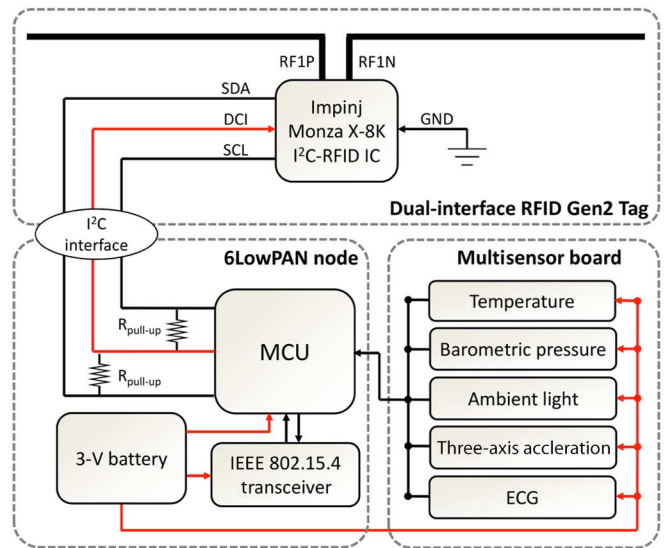 RF1P
RF1N
SDA
DCI
SCL
GND
Impinj
Monza X-8K
I²C-RFID IC
Dual-interface RFID Gen2 Tag
I²C
interface
6LowPAN node
Multisensor board
R_pull-up
R_pull-up
MCU
3-V battery
IEEE 802.15.4
transceiver
Temperature
Barometric pressure
Ambient light
Three-axis accleration
ECG